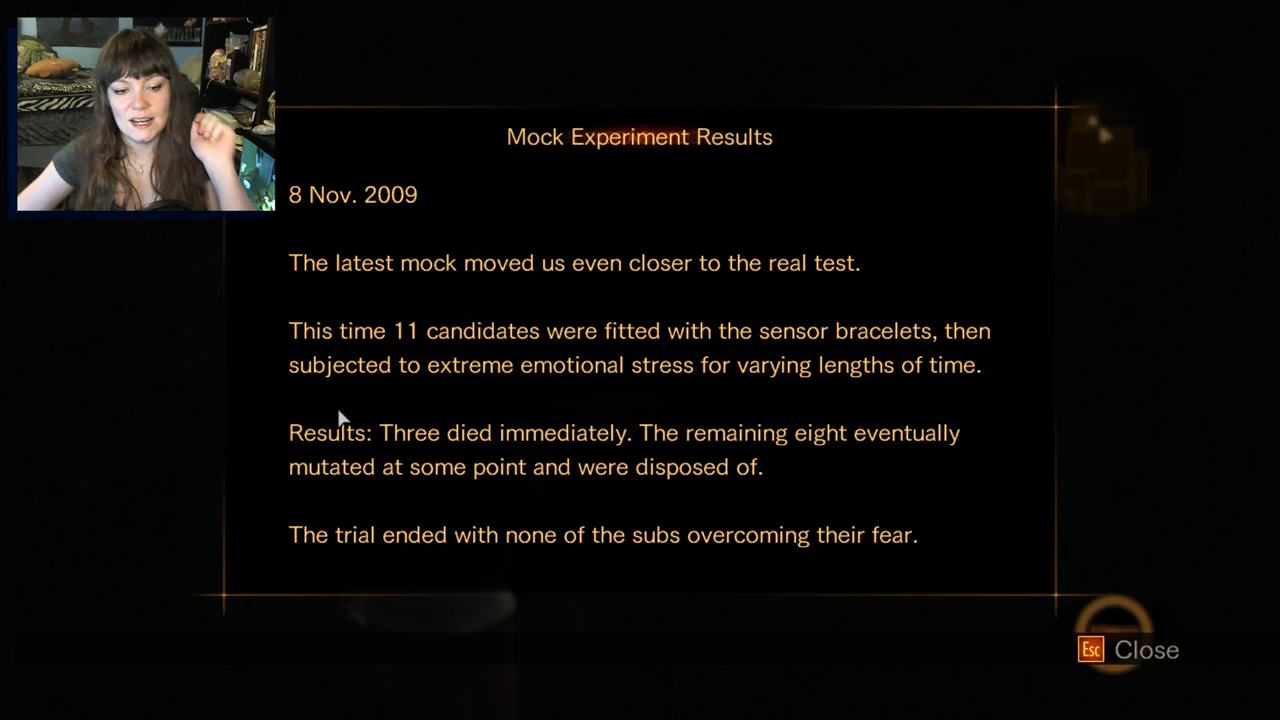 Mock Experiment Results
8 Nov. 2009
The latest mock moved us even closer to the real test.
This time 11 candidates were fitted with the sensor bracelets, then
subjected to extreme emotional stress for varying lengths of time.
Results: Three died immediately. The remaining eight eventually
mutated at some point and were disposed of.
The trial ended with none of the subs overcoming their fear.
Esc Close